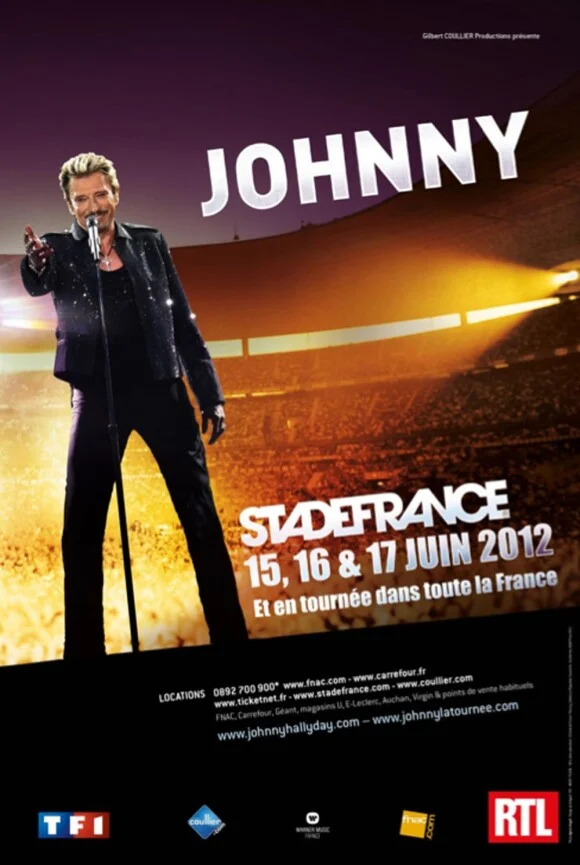 Gilbert COULLIER Productions présente
JOHNNY
STADEFRANCE
15, 16 & 17 JUIN 2012
Et en tournée dans toute la France
LOCATIONS 0892 700 900* www.fnac.com - www.carrefour.fr
www.ticketnet.fr - www.stadefrance.com - www.coullier.com
FNAC, Carrefour, Géant, magasins U, E-Leclerc, Auchan, Virgin & points de vente habituels
www.johnnyhallyday.com – www.johnnylatournee.com
TF1
coullier.com
WARNER MUSIC
FRANCE
fnac.com
RTL